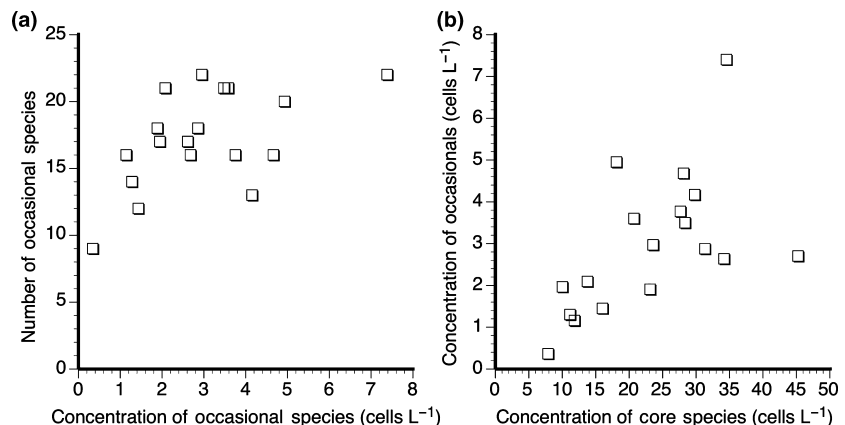 (a)
25
20
15
10
5
0
Number of occasional species
0 1 2 3 4 5 6 7 8
Concentration of occasional species (cells L⁻¹)
(b)
8
7
6
5
4
3
2
1
0
Concentration of occasionals (cells L⁻¹)
0 5 10 15 20 25 30 35 40 45 50
Concentration of core species (cells L⁻¹)